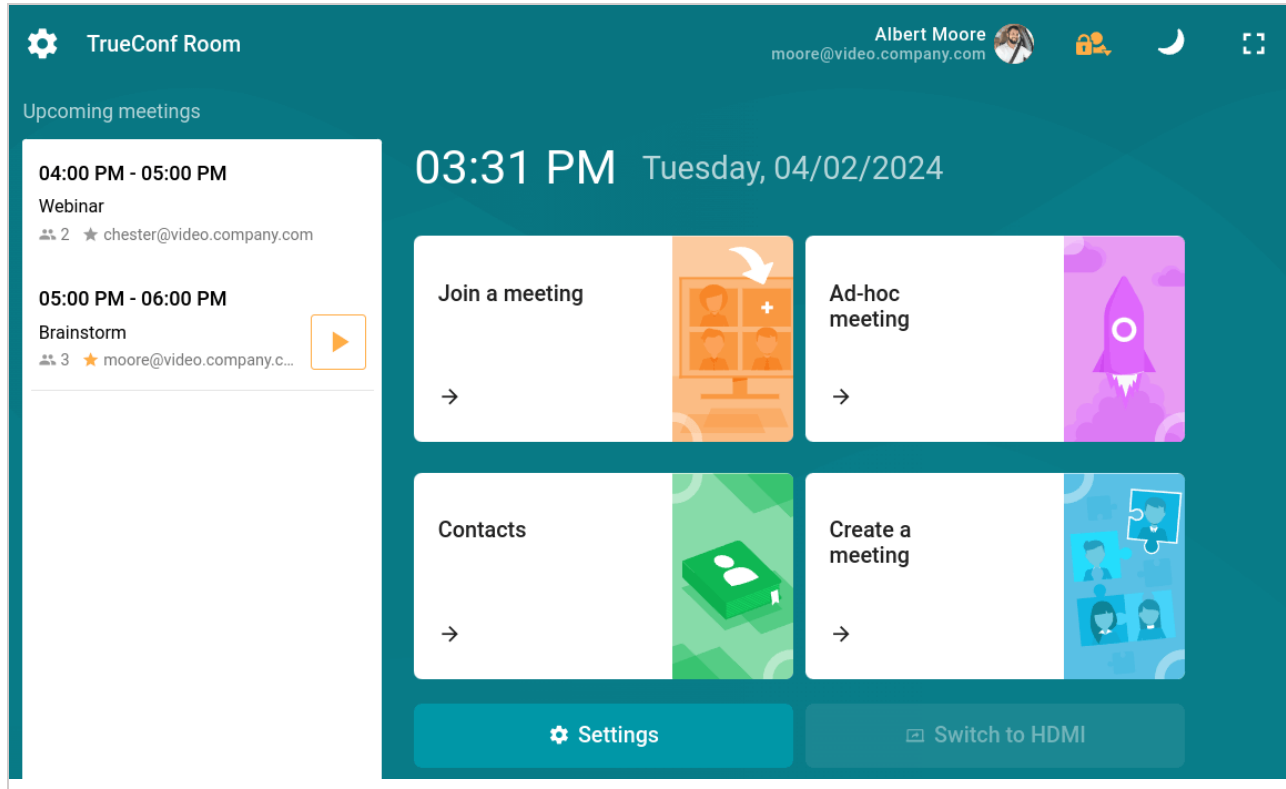 TrueConf Room
Albert Moore
moore@video.company.com
Upcoming meetings
04:00 PM - 05:00 PM
Webinar
2 chester@video.company.com
05:00 PM - 06:00 PM
Brainstorm
3 moore@video.company.c...
03:31 PM Tuesday, 04/02/2024
Join a meeting
Ad-hoc
meeting
Contacts
Create a
meeting
Settings
Switch to HDMI